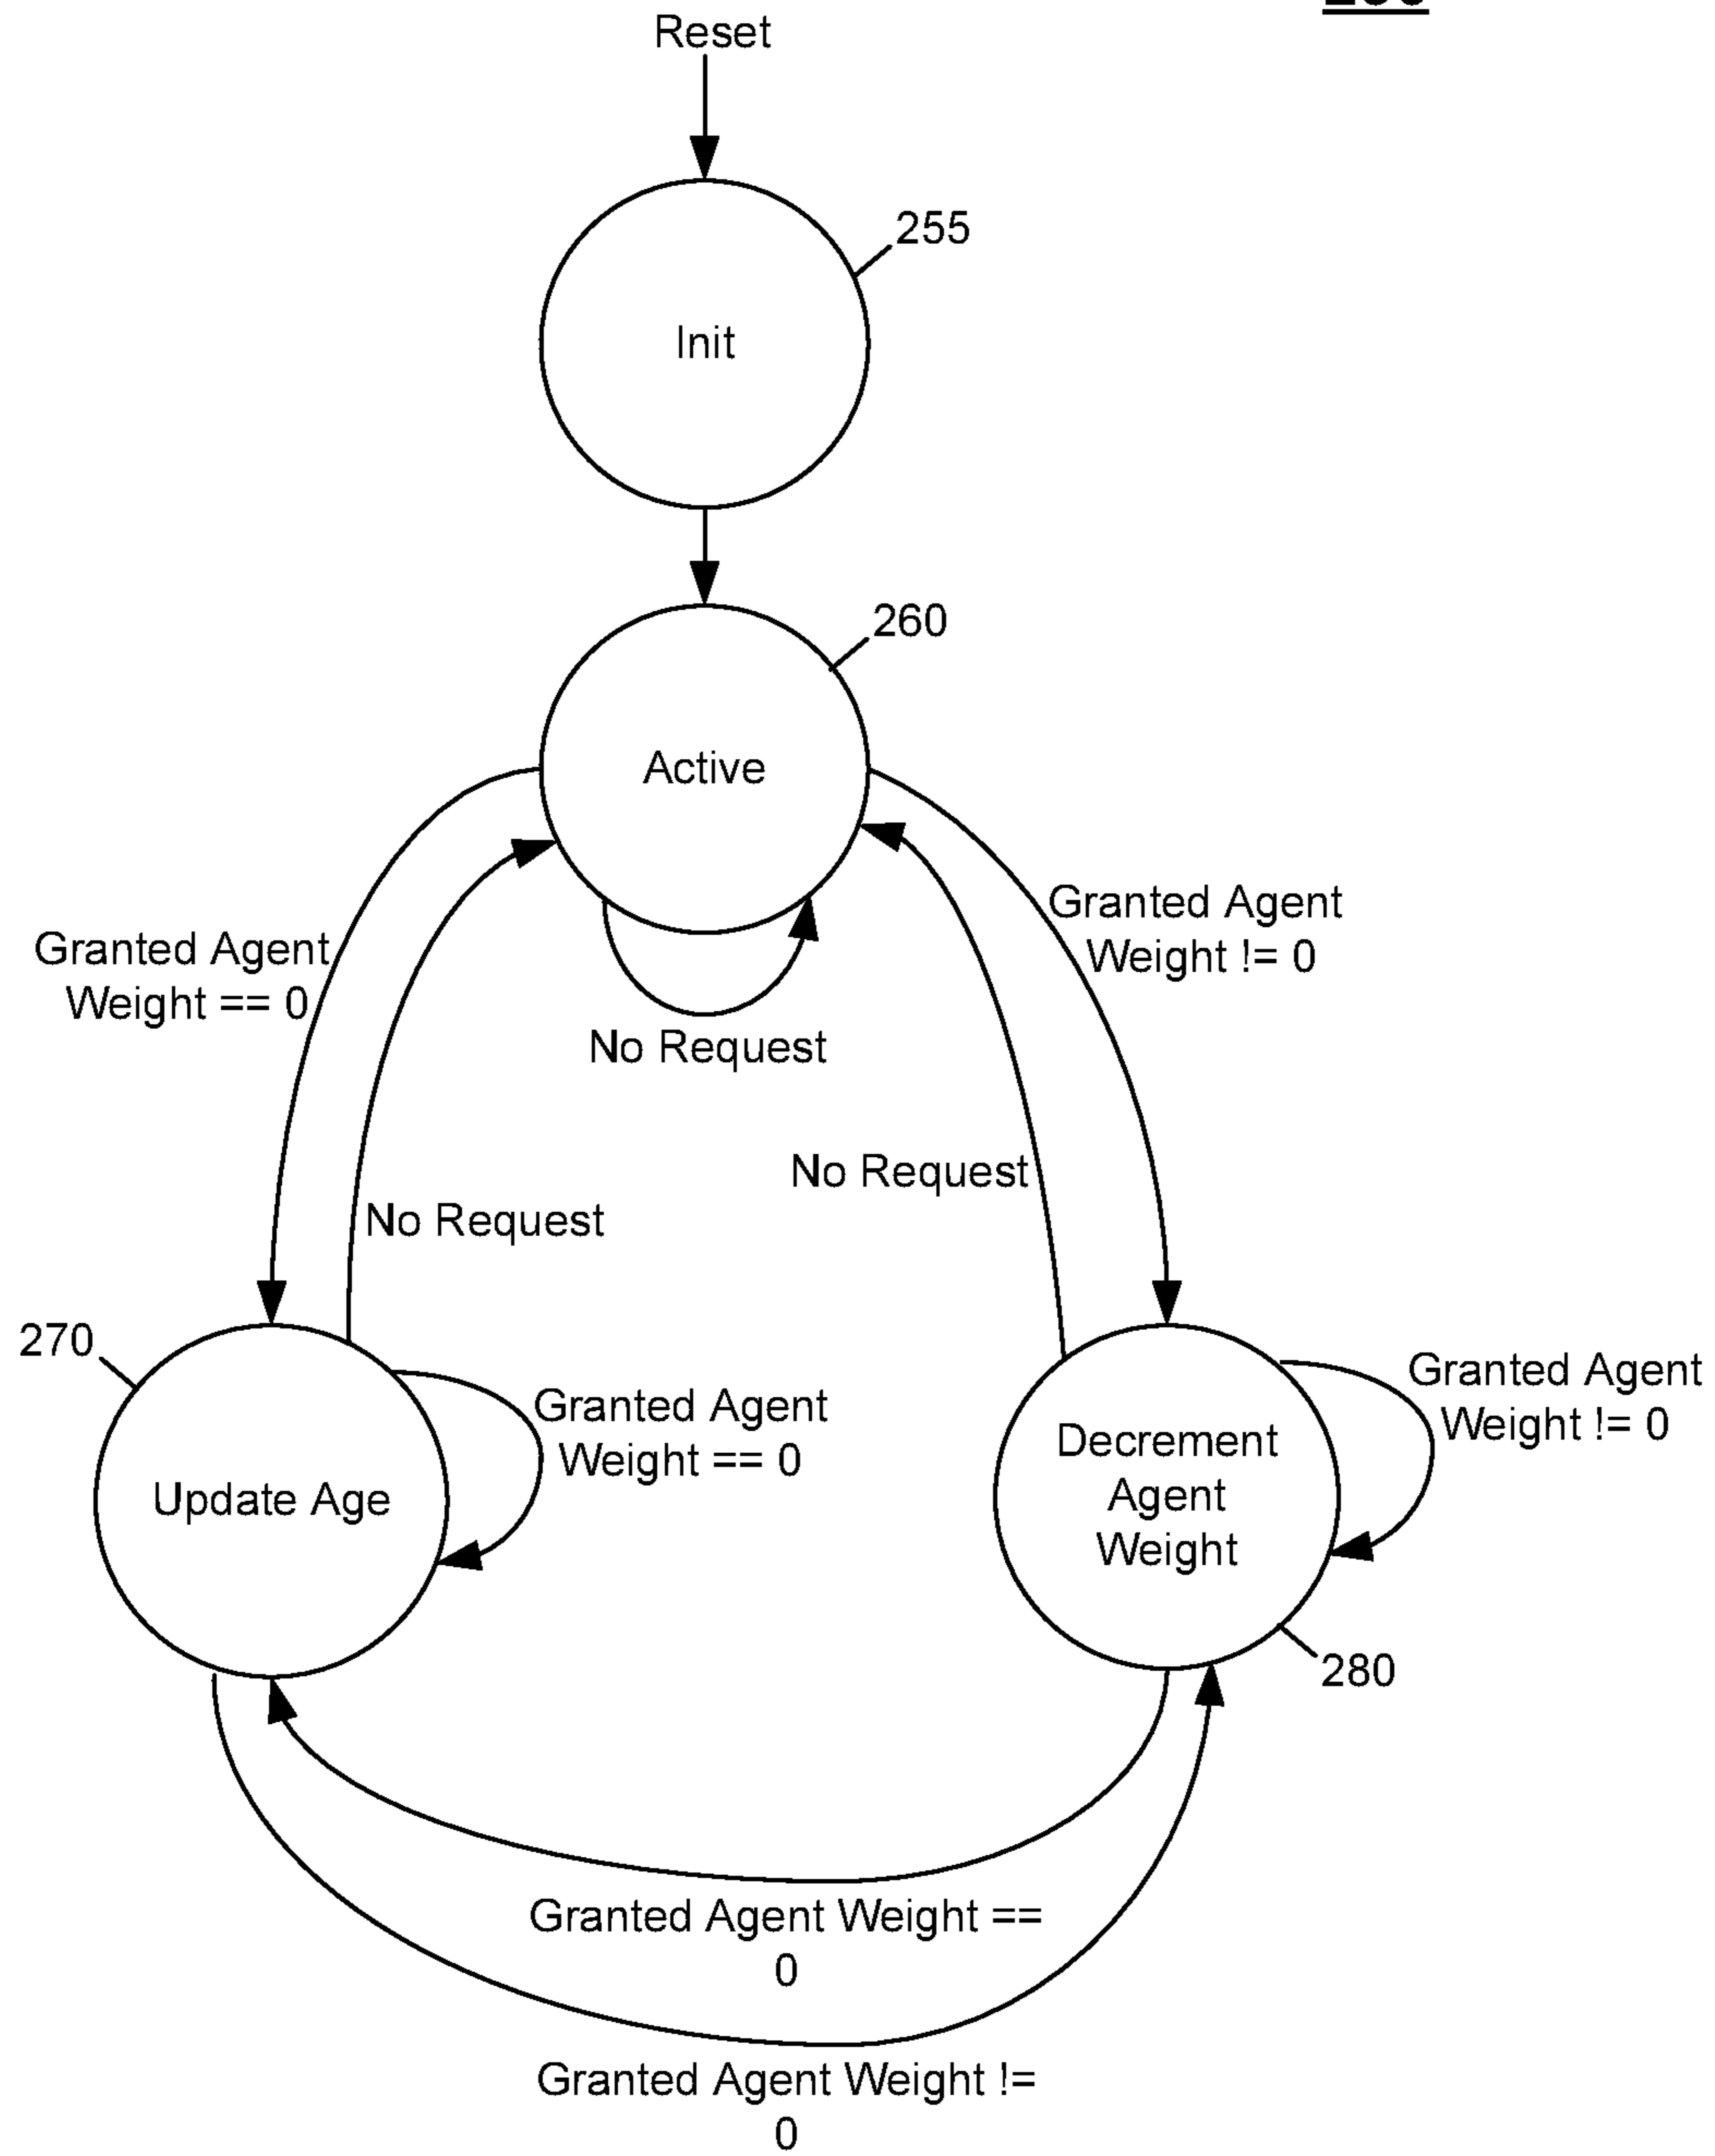 Reset
255
Init
260
Active
Granted Agent
Weight != 0
Granted Agent
Weight == 0
No Request
No Request
No Request
270
Granted Agent
Weight == 0
Granted Agent
Weight != 0
Update Age
Decrement
Agent
Weight
280
Granted Agent Weight ==
0
Granted Agent Weight !=
0